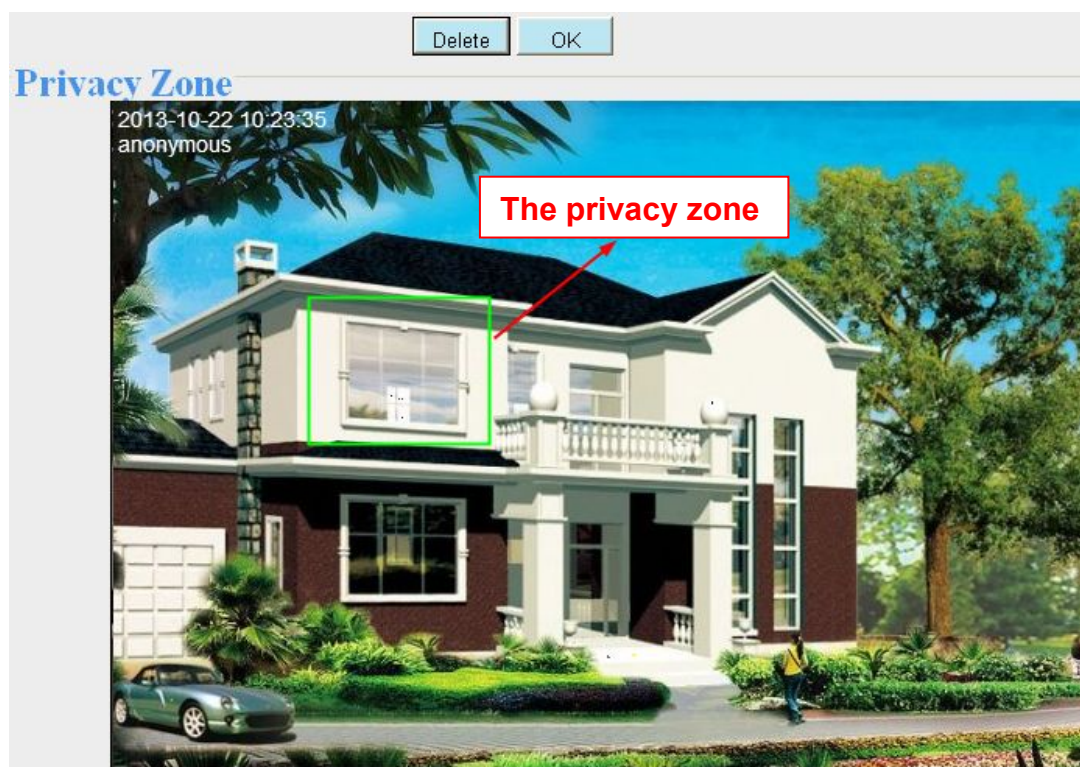 Delete OK
Privacy Zone
2013-10-22 10:23:35
anonymous
The privacy zone